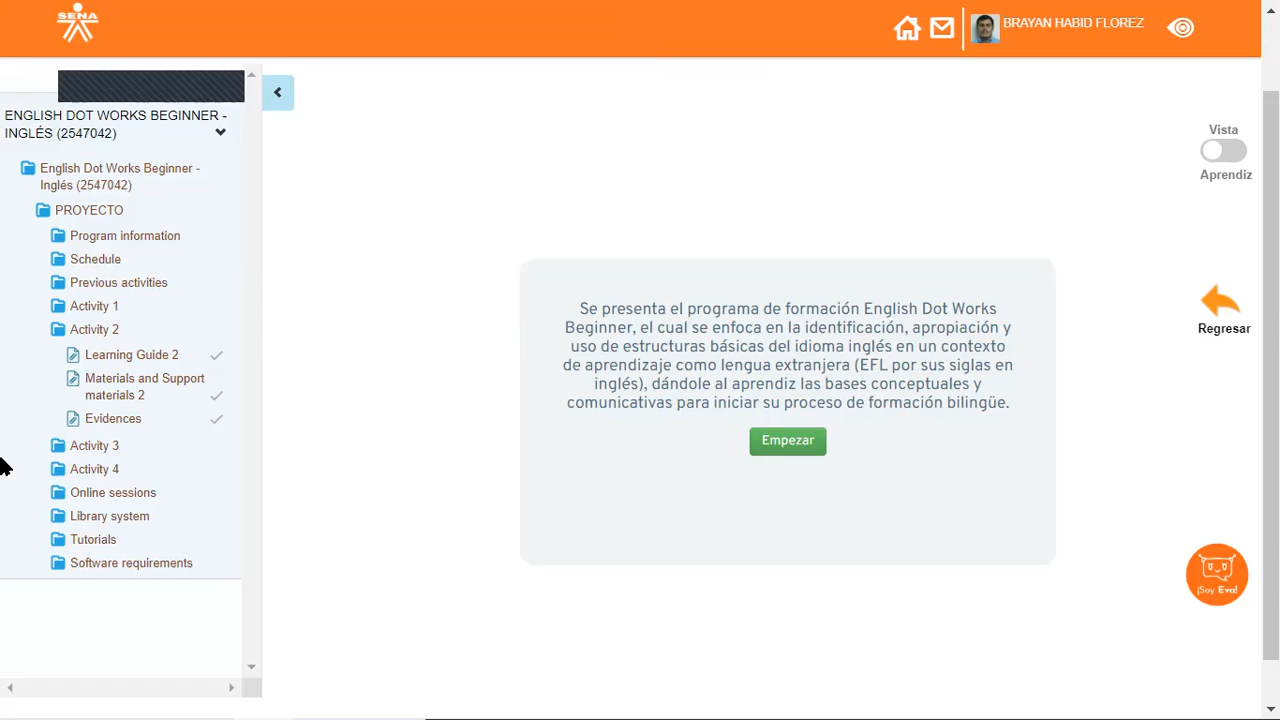 SENA
BRAYAN HABID FLOREZ
ENGLISH DOT WORKS BEGINNER -
INGLÉS (2547042)
English Dot Works Beginner -
Inglés (2547042)
PROYECTO
Program information
Schedule
Previous activities
Activity 1
Activity 2
Learning Guide 2
Materials and Support
materials 2
Evidences
Activity 3
Activity 4
Online sessions
Library system
Tutorials
Software requirements
Se presenta el programa de formación English Dot Works
Beginner, el cual se enfoca en la identificación, apropiación y
uso de estructuras básicas del idioma inglés en un contexto
de aprendizaje como lengua extranjera (EFL por sus siglas en
inglés), dándole al aprendiz las bases conceptuales y
comunicativas para iniciar su proceso de formación bilingüe.
Empezar
Vista
Aprendiz
Regresar
¡Soy Eva!